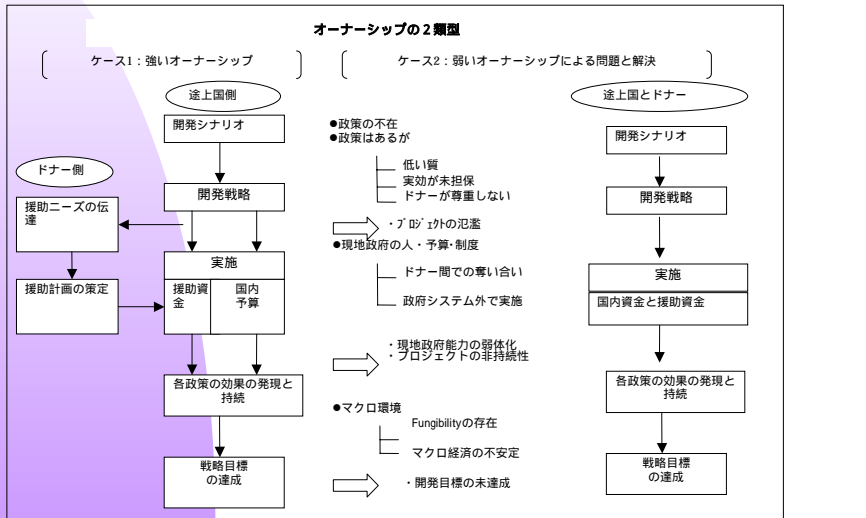 オーナーシップの2類型
ケース1：強いオーナーシップ
ケース2：弱いオーナーシップによる問題と解決
途上国側
開発シナリオ
ドナー側
開発戦略
援助ニーズの伝
達
実施
援助計画の策定
援助資
金
国内
予算
各政策の効果の発現と
持続
戦略目標
の達成
●政策の不在
●政策はあるが
低い質
実効が未担保
ドナーが尊重しない
・プロジェクトの氾濫
●現地政府の人・予算・制度
ドナー間での奪い合い
政府システム外で実施
・現地政府能力の弱体化
・プロジェクトの非持続性
●マクロ環境
Fungibilityの存在
マクロ経済の不安定
・開発目標の未達成
途上国とドナー
開発シナリオ
開発戦略
実施
国内資金と援助資金
各政策の効果の発現と
持続
戦略目標
の達成